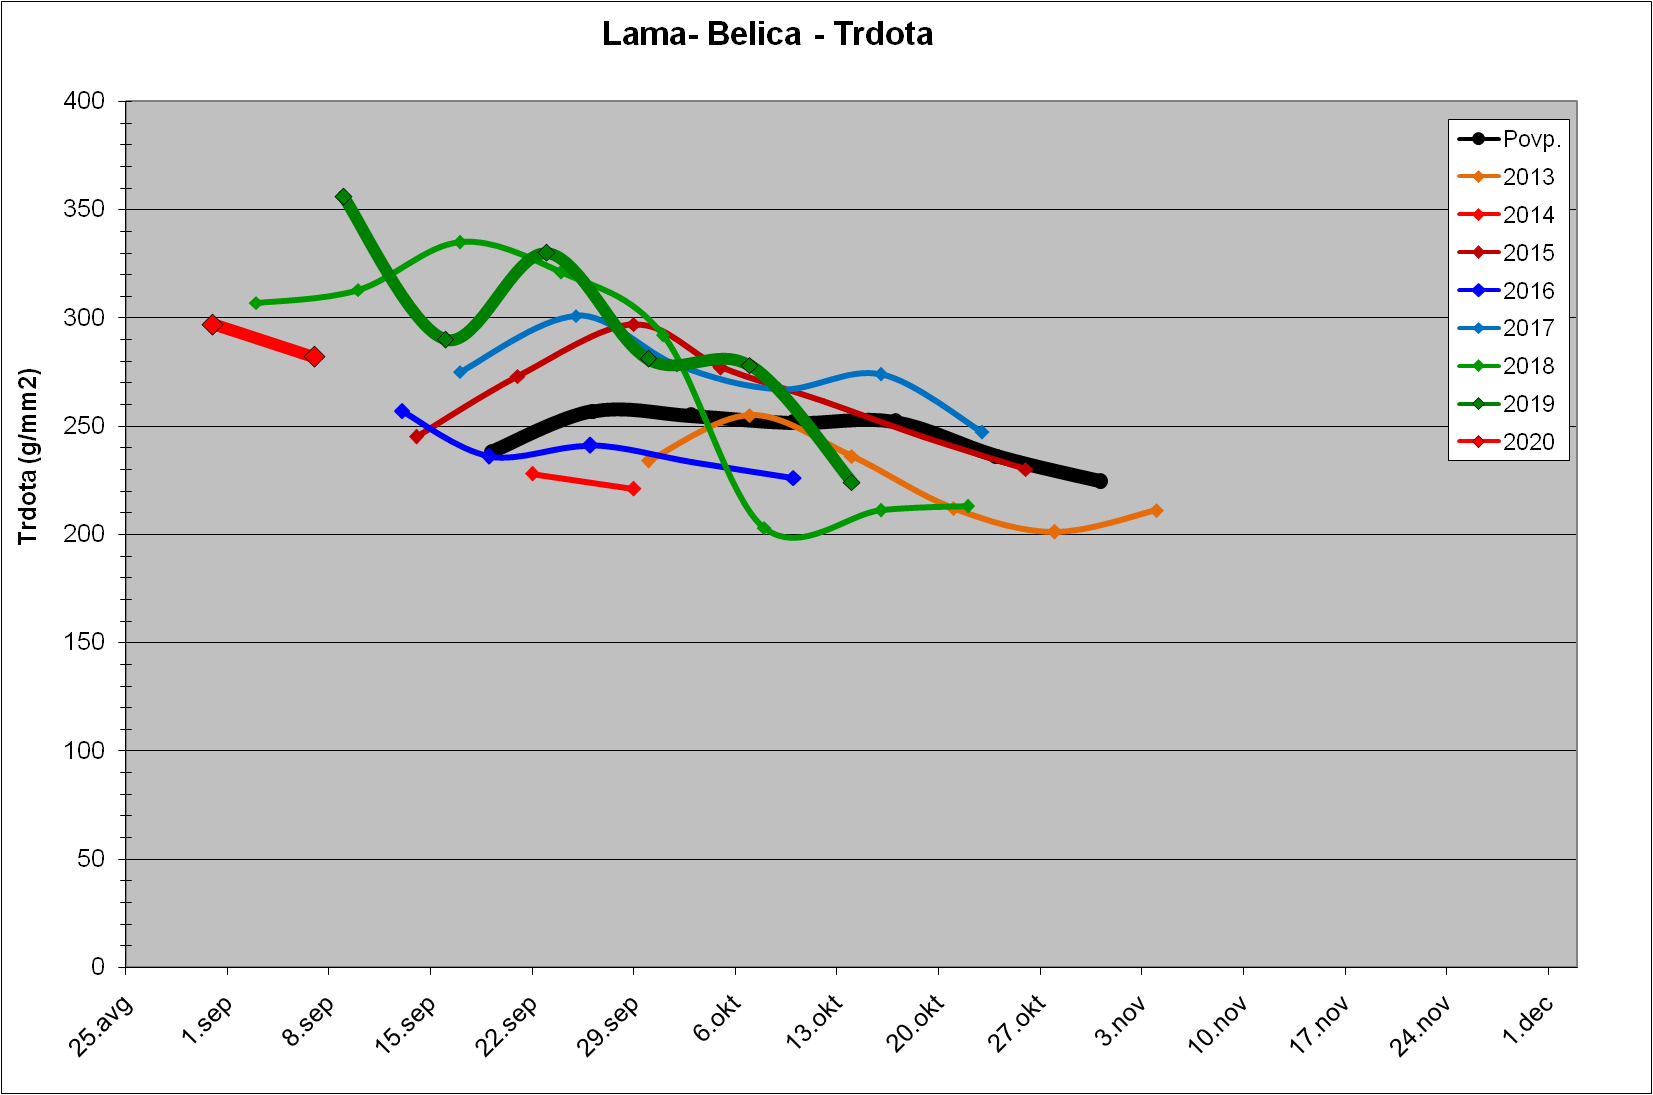 Lama- Belica - Trdota
Trdota (g/mm2)
400
350
300
250
200
150
100
50
0
25.avg
1.sep
8.sep
15.sep
22.sep
29.sep
6.okt
13.okt
20.okt
27.okt
3.nov
10.nov
17.nov
24.nov
1.dec
Povp.
2013
2014
2015
2016
2017
2018
2019
2020